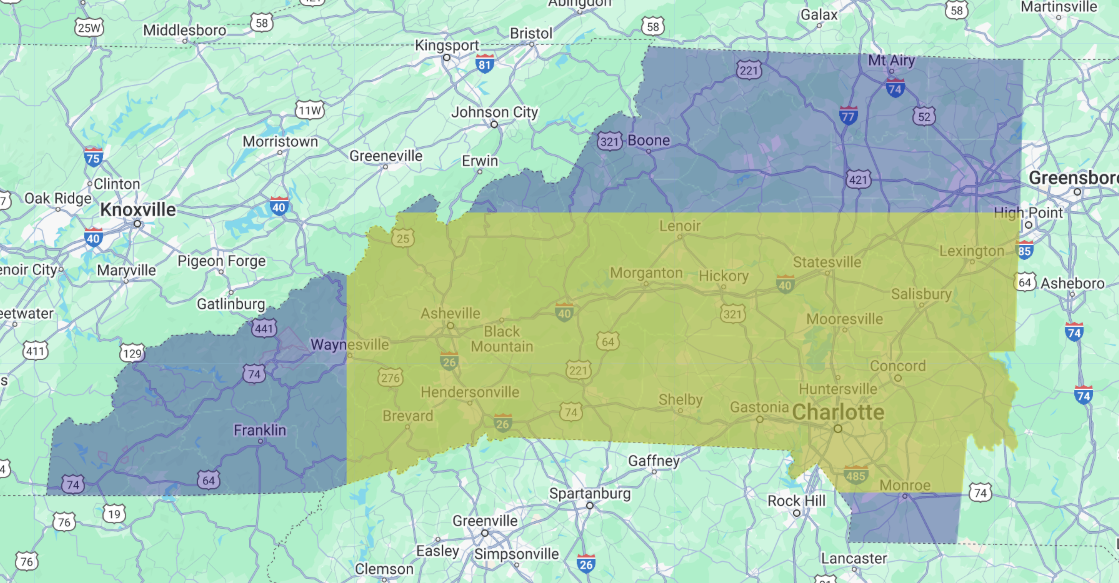 Abingdon
Galax
58
Martinsville
58
25W
58
Middlesboro
Bristol
Kingsport
81
Mt Airy
221
74
11W
Johnson City
77
52
Morristown
321
Boone
75
Greeneville
Erwin
421
Clinton
Oak Ridge
Knoxville
40
Greensbor
High Point
40
25
Lenoir
85
Lexington
Pigeon Forge
Statesville
enoir City
Maryville
Morganton
Hickory
40
64
Asheboro
Gatlinburg
Salisbury
eetwater
Asheville
40
321
Mooresville
441
Black
Mountain
74
411
129
Waynesville
64
26
221
Concord
74
276
Huntersville
74
Hendersonville
Shelby
Gastonia
Charlotte
Brevard
74
26
Franklin
Gaffney
74
64
485
Monroe
74
Spartanburg
Rock Hill
76
19
Greenville
Easley
Simpsonville
76
26
Lancaster
Clemson